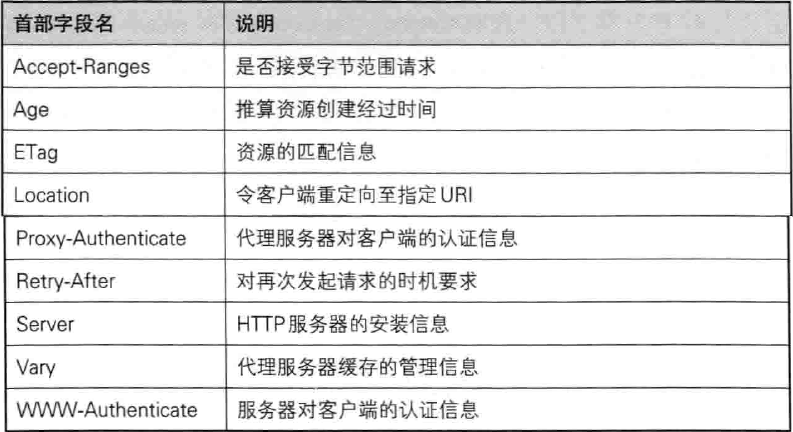 首部字段名 说明
Accept-Ranges 是否接受字节范围请求
Age 推算资源创建经过时间
ETag 资源的匹配信息
Location 令客户端重定向至指定URI
Proxy-Authenticate 代理服务器对客户端的认证信息
Retry-After 对再次发起请求的时机要求
Server HTTP服务器的安装信息
Vary 代理服务器缓存的管理信息
WWW-Authenticate 服务器对客户端的认证信息